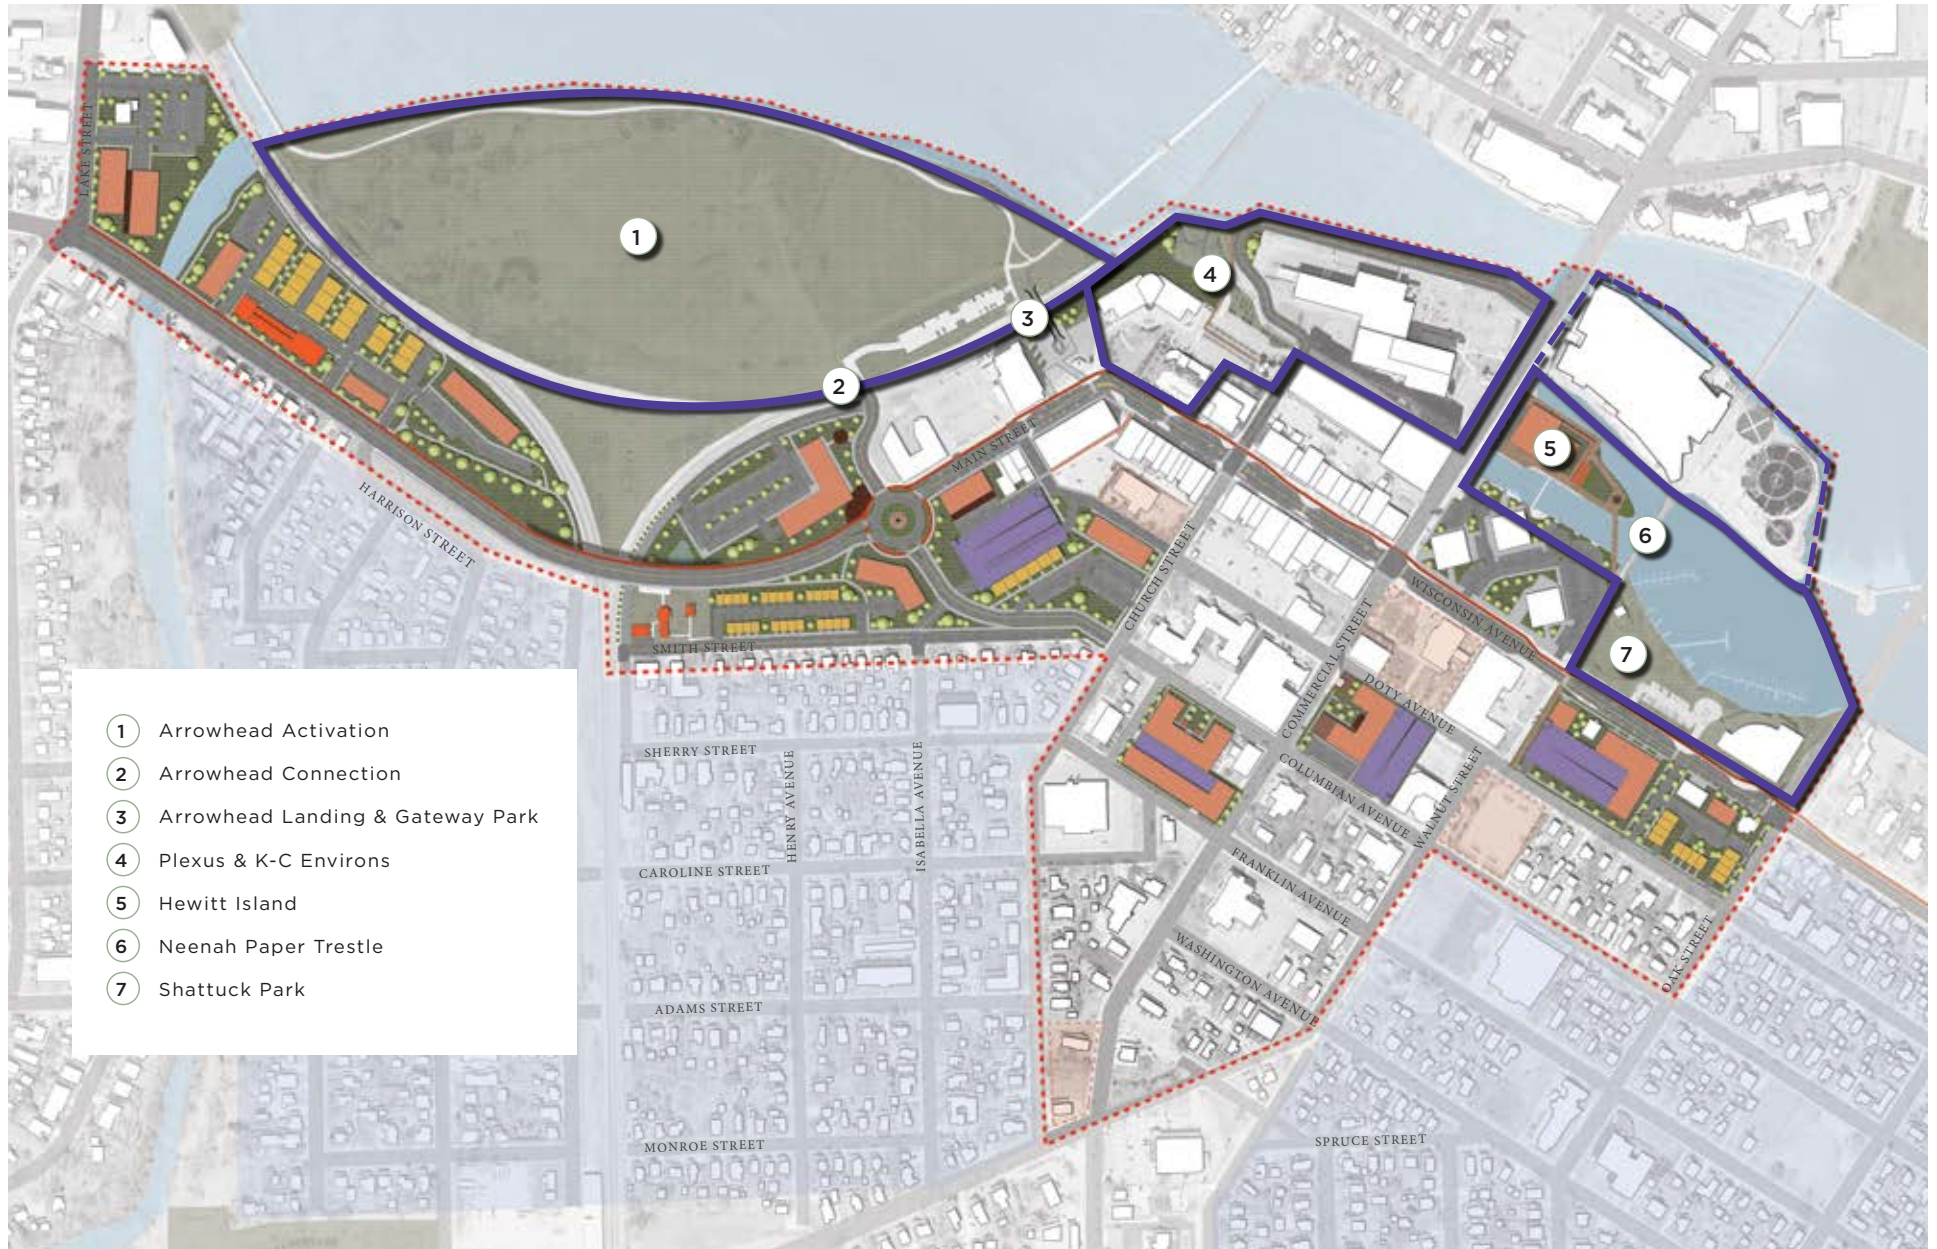 LAKE STREET
1
4
3
2
MAIN STREET
5
HARRISON STREET
6
CHURCH STREET
WISCONSIN AVENUE
COMMERCIAL STREET
7
SMITH STREET
DOTY AVENUE
1 Arrowhead Activation
2 Arrowhead Connection
3 Arrowhead Landing & Gateway Park
4 Plexus & K-C Environs
5 Hewitt Island
6 Neenah Paper Trestle
7 Shattuck Park
SHERRY STREET
HENRY AVENUE
ISABELLA AVENUE
COLUMBIAN AVENUE
WALNUT STREET
CAROLINE STREET
FRANKLIN AVENUE
WASHINGTON AVENUE
OAK STREET
ADAMS STREET
MONROE STREET
SPRUCE STREET